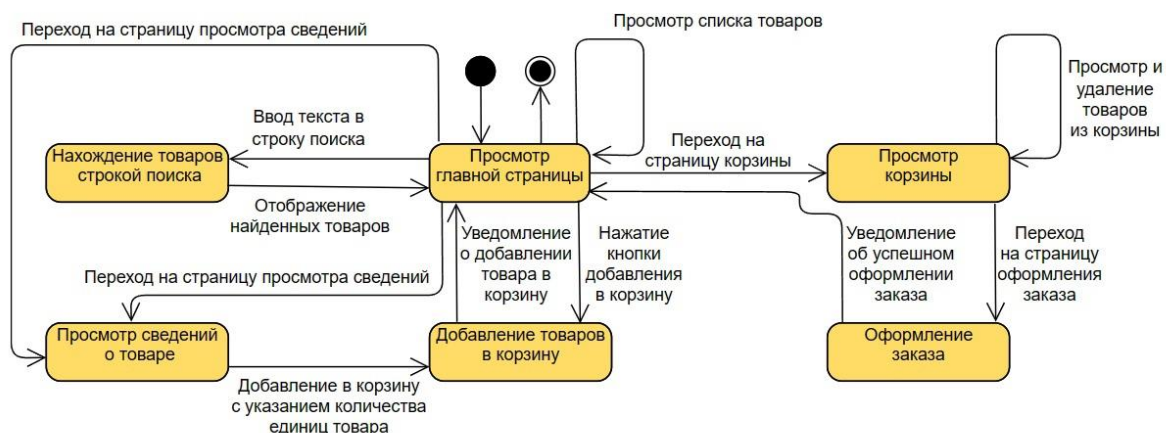 Переход на страницу просмотра сведений
Просмотр списка товаров
Просмотр и
удаление
товаров
из корзины
Ввод текста в
строку поиска
Переход на
страницу корзины
Нахождение товаров
строкой поиска
Просмотр
главной страницы
Просмотр
корзины
Отображение
найденных товаров
Уведомление
о добавлении
товара в
корзину
Нажатие
кнопки
добавления
в корзину
Уведомление
об успешном
оформлении
заказа
Переход
на страницу
оформления
заказа
Переход на страницу просмотра сведений
Просмотр сведений
о товаре
Добавление товаров
в корзину
Оформление
заказа
Добавление в корзину
с указанием количества
единиц товара